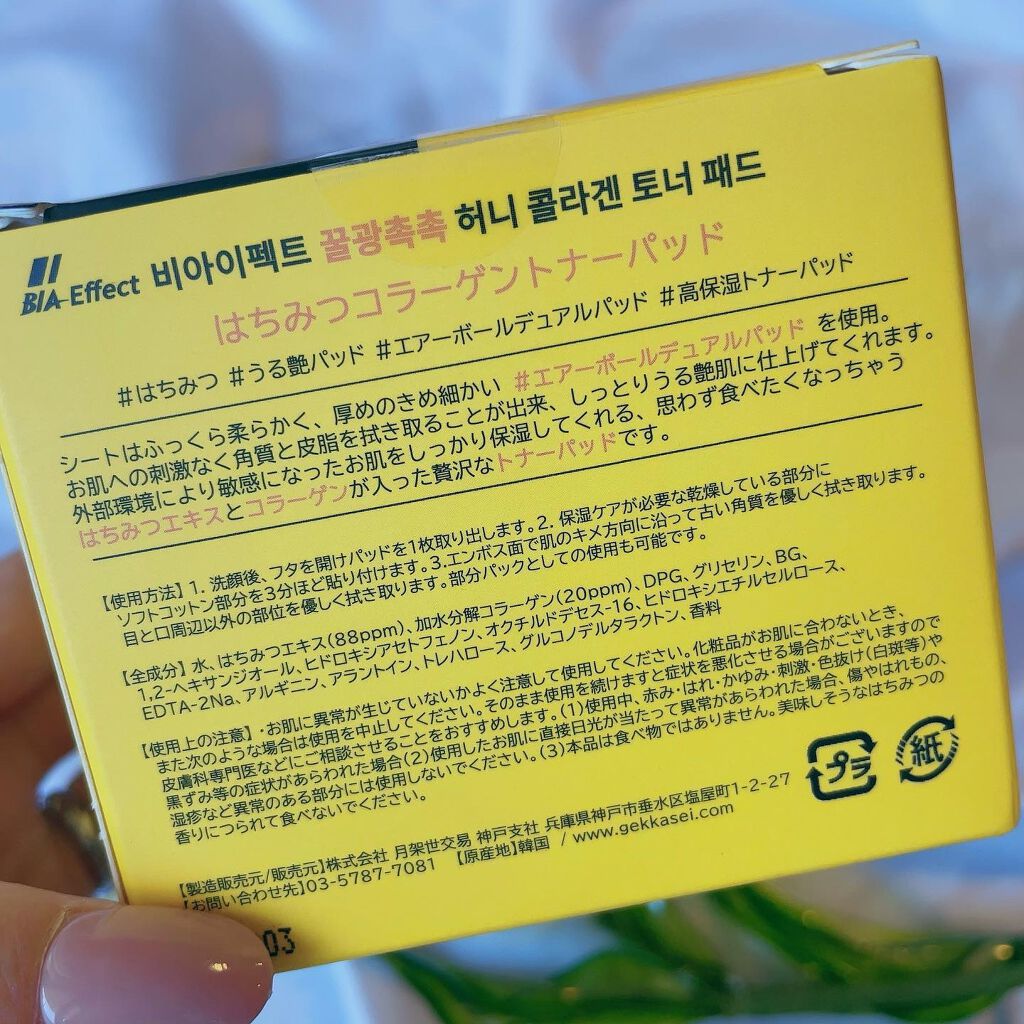 BIA-Effect 비아이펙트 꿀광촉촉 허니 콜라겐 토너 패드
はちみつコラーゲントナーパッド
#はちみつ #うる艶パッド #エアーボールデュアルパッド #高保湿トナーパッド
シートはふっくら柔らかく、厚めのきめ細かい #エアーボールデュアルパッド を使用。
お肌への刺激なく角質と皮脂を拭き取ることが出来、しっとりうる艶肌に仕上げてくれます。
外部環境により敏感になったお肌をしっかり保湿してくれる、思わず食べたくなっちゃう
はちみつエキスとコラーゲンが入った贅沢なトナーパッドです。
【使用方法】1. 洗顔後、フタを開けパッドを1枚取り出します。2. 保湿ケアが必要な乾燥している部分に
ソフトコットン部分を3分ほど貼り付けます。3.エンボス面で肌のキメ方向に沿って古い角質を優しく拭き取ります。
目と口周辺以外の部位を優しく拭き取ります。部分パックとしての使用も可能です。
【全成分】水、はちみつエキス(88ppm)、加水分解コラーゲン(20ppm)、DPG、グリセリン、BG、
1,2-ヘキサンジオール、ヒドロキシアセトフェノン、オクチルドデセス-16、ヒドロキシエチルセルロース、
EDTA-2Na、アルギニン、アラントイン、トレハロース、グルコノデルタラクトン、香料
【使用上の注意】・お肌に異常が生じていないかよく注意して使用してください。化粧品がお肌に合わないとき、
また次のような場合は使用を中止してください。そのまま使用を続けますと症状を悪化させる場合がございますので
皮膚科専門医などにご相談させることをおすすめします。(1)使用中、赤み・はれ・かゆみ・刺激・色抜け(白斑等)や
黒ずみ等の症状があらわれた場合(2)使用したお肌に直接日光が当たって異常があらわれた場合、傷やはれもの、
湿疹など異常のある部分には使用しないでください。(3)本品は食べ物ではありません。美味しそうなはちみつの
香りにつられて食べないでください。
プラ 紙
【製造販売元/販売元】株式会社 月架世交易 神戸支社 兵庫県神戸市垂水区塩屋町1-2-27
【お問い合わせ先】03-5787-7081 【原産地】韓国 / www.gekkasei.com
03